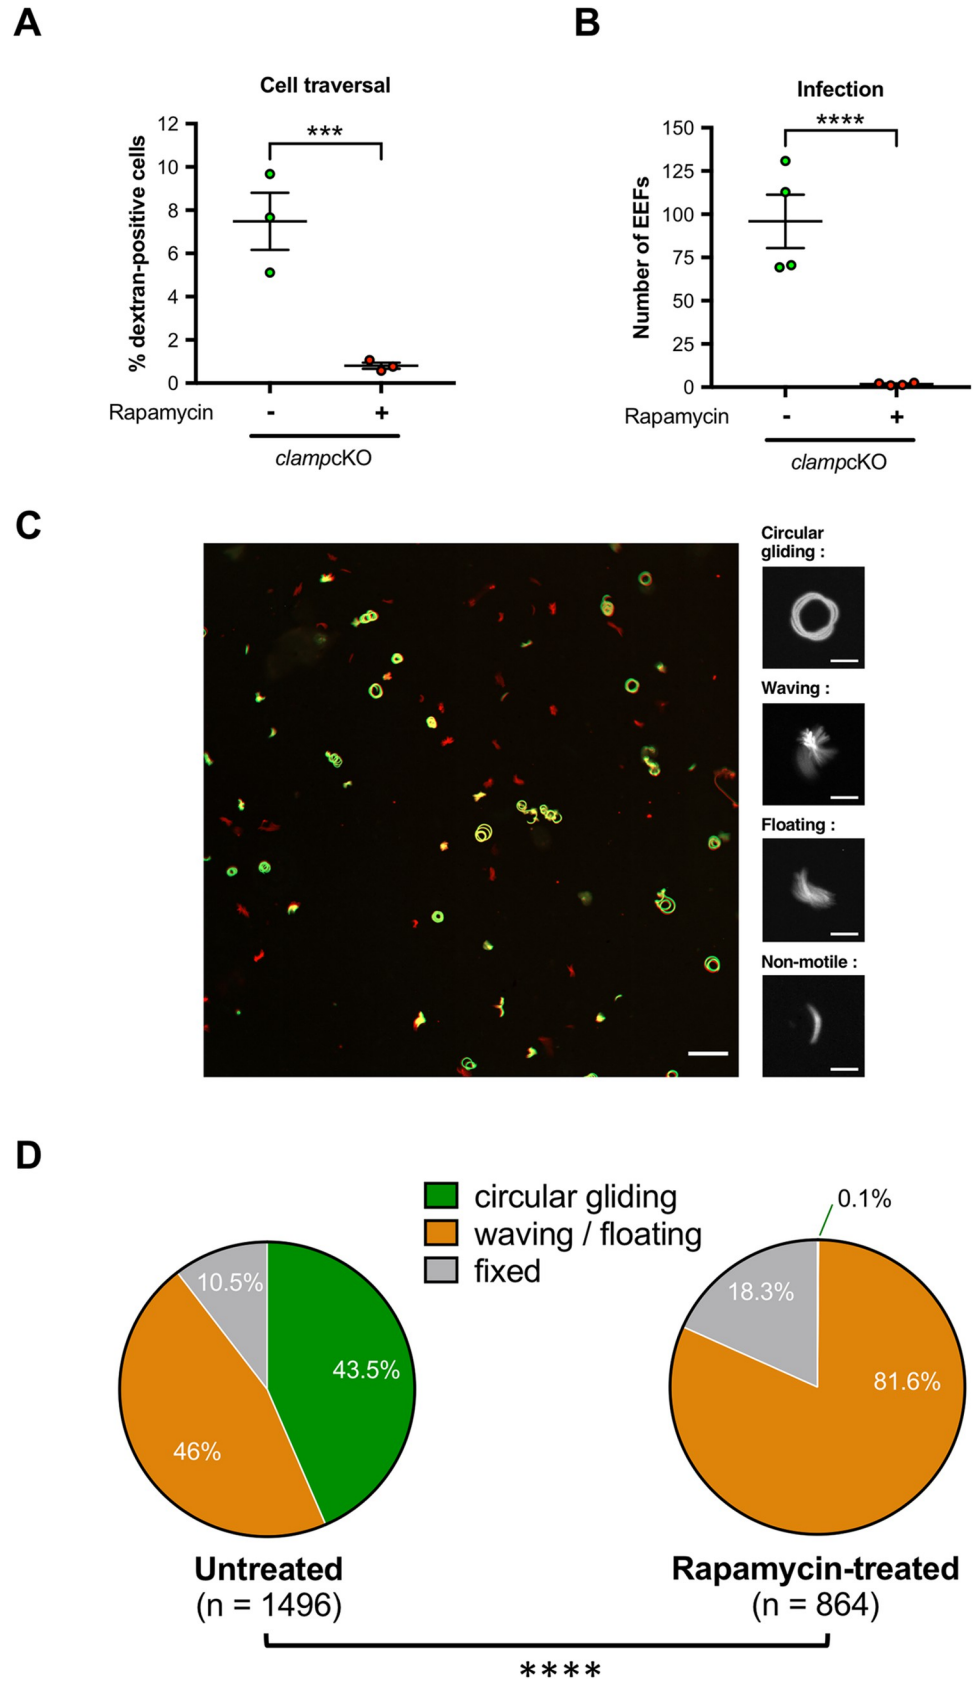 A
Cell traversal
***
% dextran-positive cells
12
10
8
6
4
2
0
Rapamycin - +
clampcKO
B
Infection
****
Number of EEFs
150
125
100
75
50
25
0
Rapamycin - +
clampcKO
C
Circular
gliding :
Waving :
Floating :
Non-motile :
D
circular gliding
waving / floating
fixed
10.5%
43.5%
46%
Untreated
(n = 1496)
0.1%
18.3%
81.6%
Rapamycin-treated
(n = 864)
****